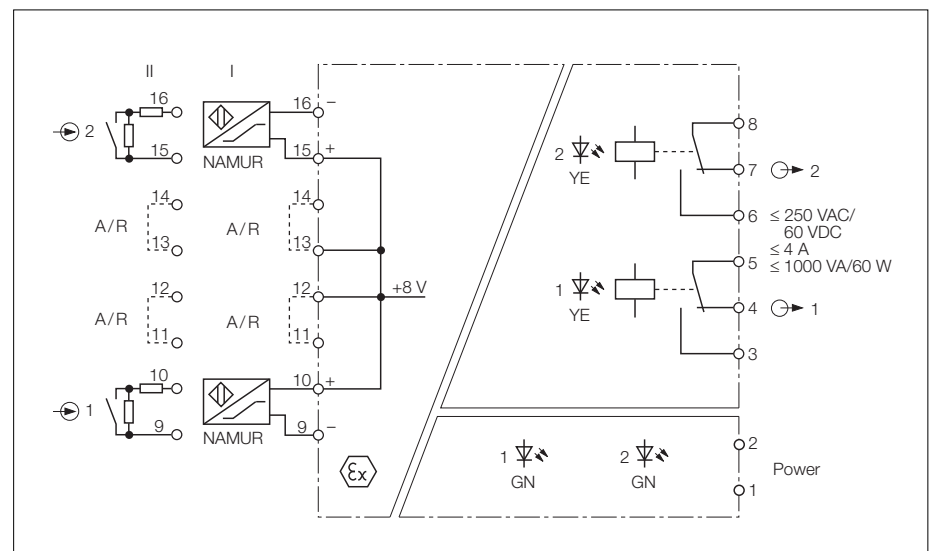 II I
16 16 –
2 15 NAMUR 15 +
14 14
A/R A/R
13 13
12 12 +8 V
A/R A/R
11 11
10 10 +
1 9 NAMUR 9 –
εx
8
2 YE 7 2
6 ≤ 250 VAC/
60 VDC
≤ 4 A
5 ≤ 1000 VA/60 W
1 YE 4 1
3
1 GN 2 GN
2
Power
1